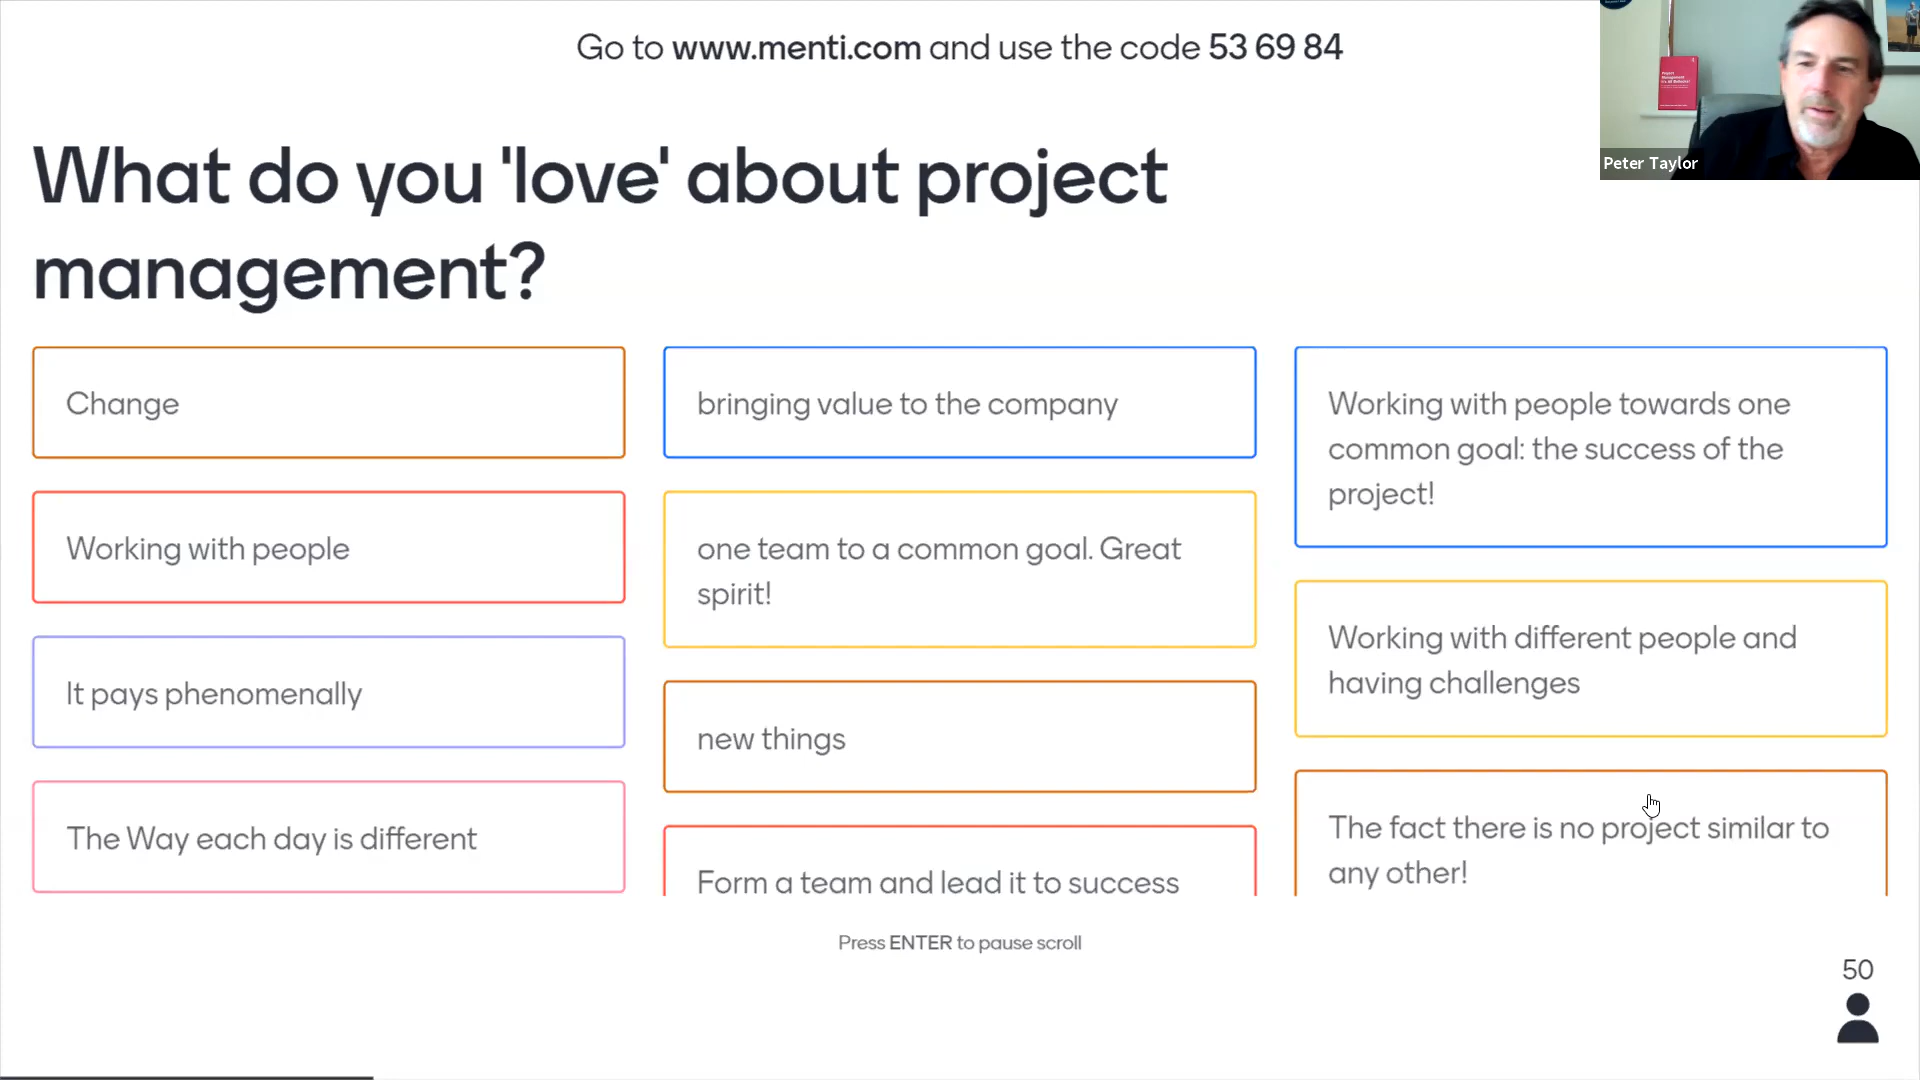 Go to www.menti.com and use the code 53 69 84
Peter Taylor
What do you 'love' about project
management?
Change
Working with people
It pays phenomenally
The Way each day is different
bringing value to the company
one team to a common goal. Great
spirit!
new things
Form a team and lead it to success
Working with people towards one
common goal: the success of the
project!
Working with different people and
having challenges
The fact there is no project similar to
any other!
Press ENTER to pause scroll
50